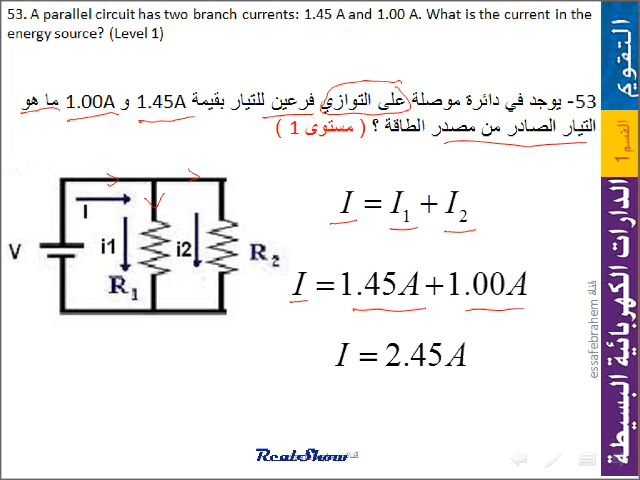 53. A parallel circuit has two branch currents: 1.45 A and 1.00 A. What is the current in the
energy source? (Level 1)
53- يوجد في دائرة موصلة على التوازي فرعين للتيار بقيمة 1.45A و 1.00A ما هو
التيار الصادر من مصدر الطاقة ؟ ( مستوى 1 )
I = I1 + I2
I = 1.45A + 1.00A
I = 2.45 A
I
V
i1
i2
R1
R2
التقويم
القسم 1
الدارات الكهربائية البسيطة
قناة essafebrahem
RealShow
قناة